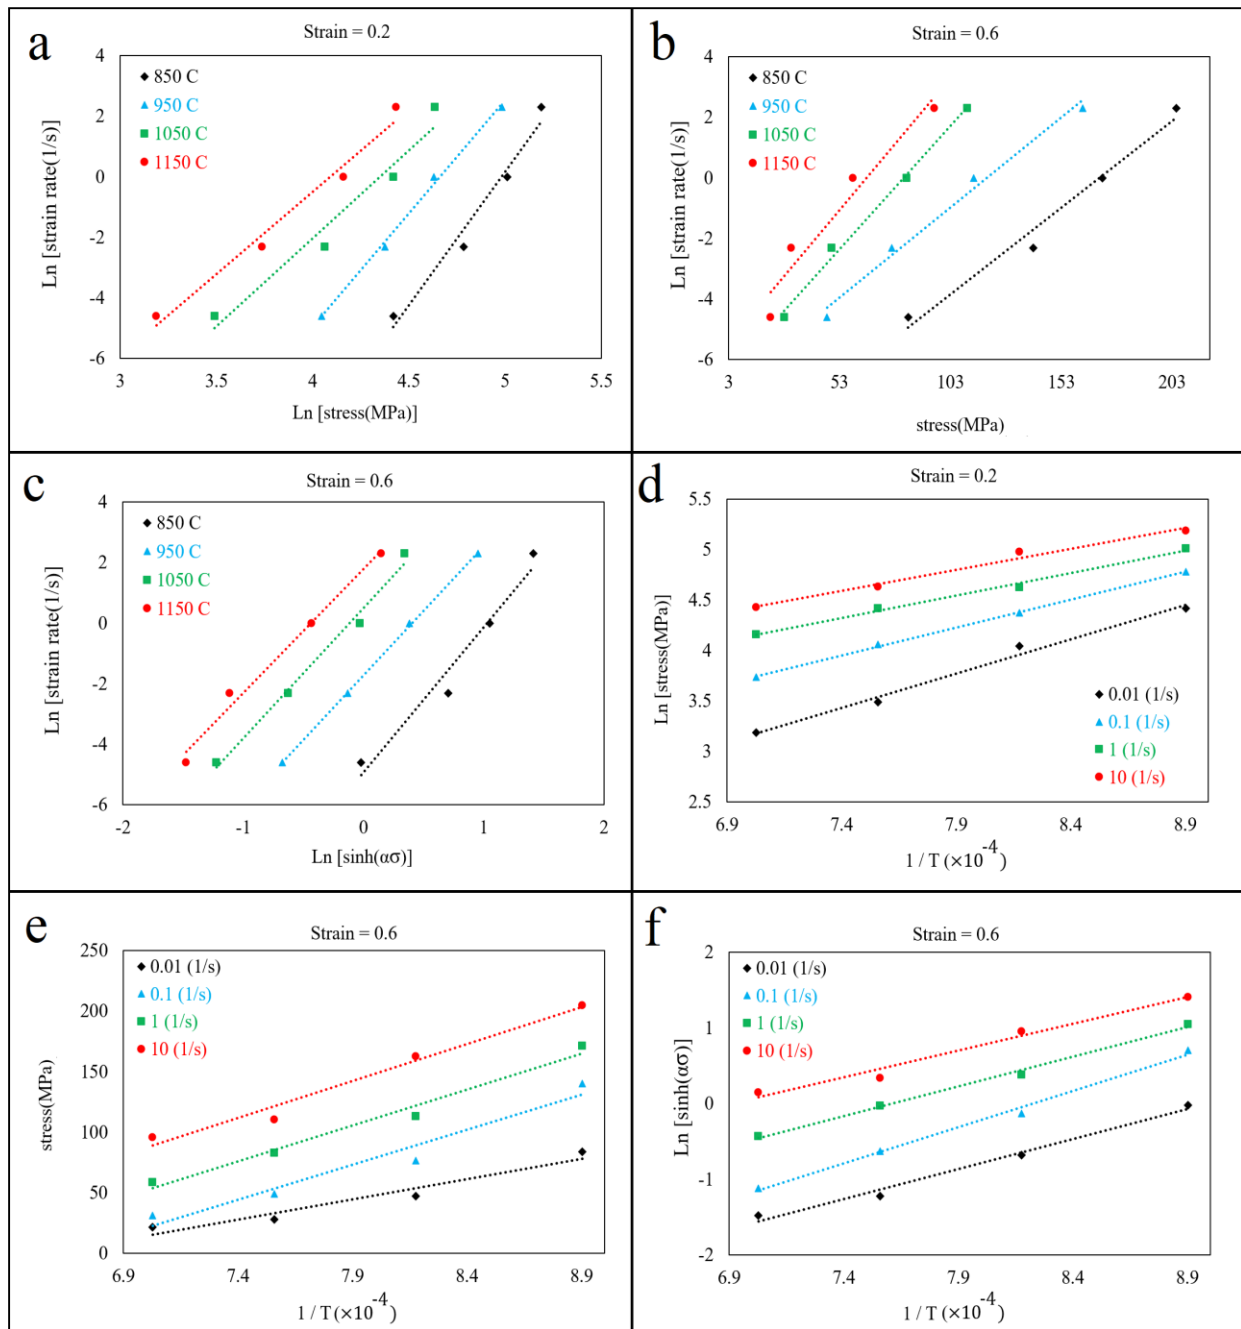 a
Strain = 0.2
Ln [strain rate(1/s)]
4
2
0
-2
-4
-6
850 C
950 C
1050 C
1150 C
3 3.5 4 4.5 5 5.5
Ln [stress(MPa)]
b
Strain = 0.6
Ln [strain rate(1/s)]
4
2
0
-2
-4
-6
850 C
950 C
1050 C
1150 C
3 53 103 153 203
stress(MPa)
c
Strain = 0.6
Ln [strain rate(1/s)]
4
2
0
-2
-4
-6
850 C
950 C
1050 C
1150 C
-2 -1 0 1 2
Ln [sinh(ασ)]
d
Strain = 0.2
Ln [stress(MPa)]
5.5
5
4.5
4
3.5
3
2.5
0.01 (1/s)
0.1 (1/s)
1 (1/s)
10 (1/s)
6.9 7.4 7.9 8.4 8.9
1 / T (×10⁻⁴)
e
Strain = 0.6
stress(MPa)
250
200
150
100
50
0
0.01 (1/s)
0.1 (1/s)
1 (1/s)
10 (1/s)
6.9 7.4 7.9 8.4 8.9
1 / T (×10⁻⁴)
f
Strain = 0.6
Ln [sinh(ασ)]
2
1
0
-1
-2
0.01 (1/s)
0.1 (1/s)
1 (1/s)
10 (1/s)
6.9 7.4 7.9 8.4 8.9
1 / T (×10⁻⁴)